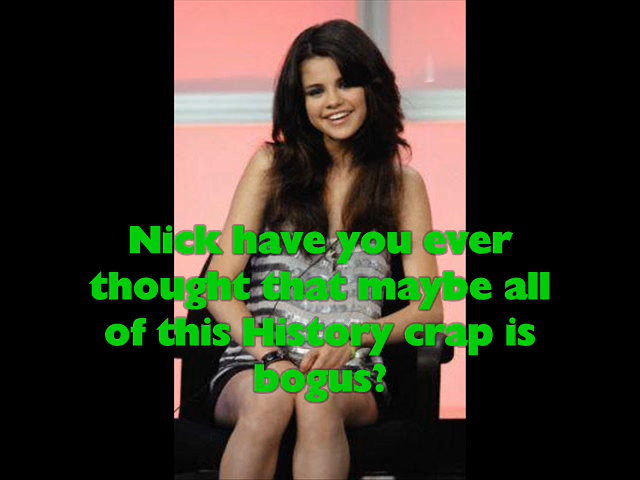 Nick have you ever
thought that maybe all
of this History crap is
bogus?